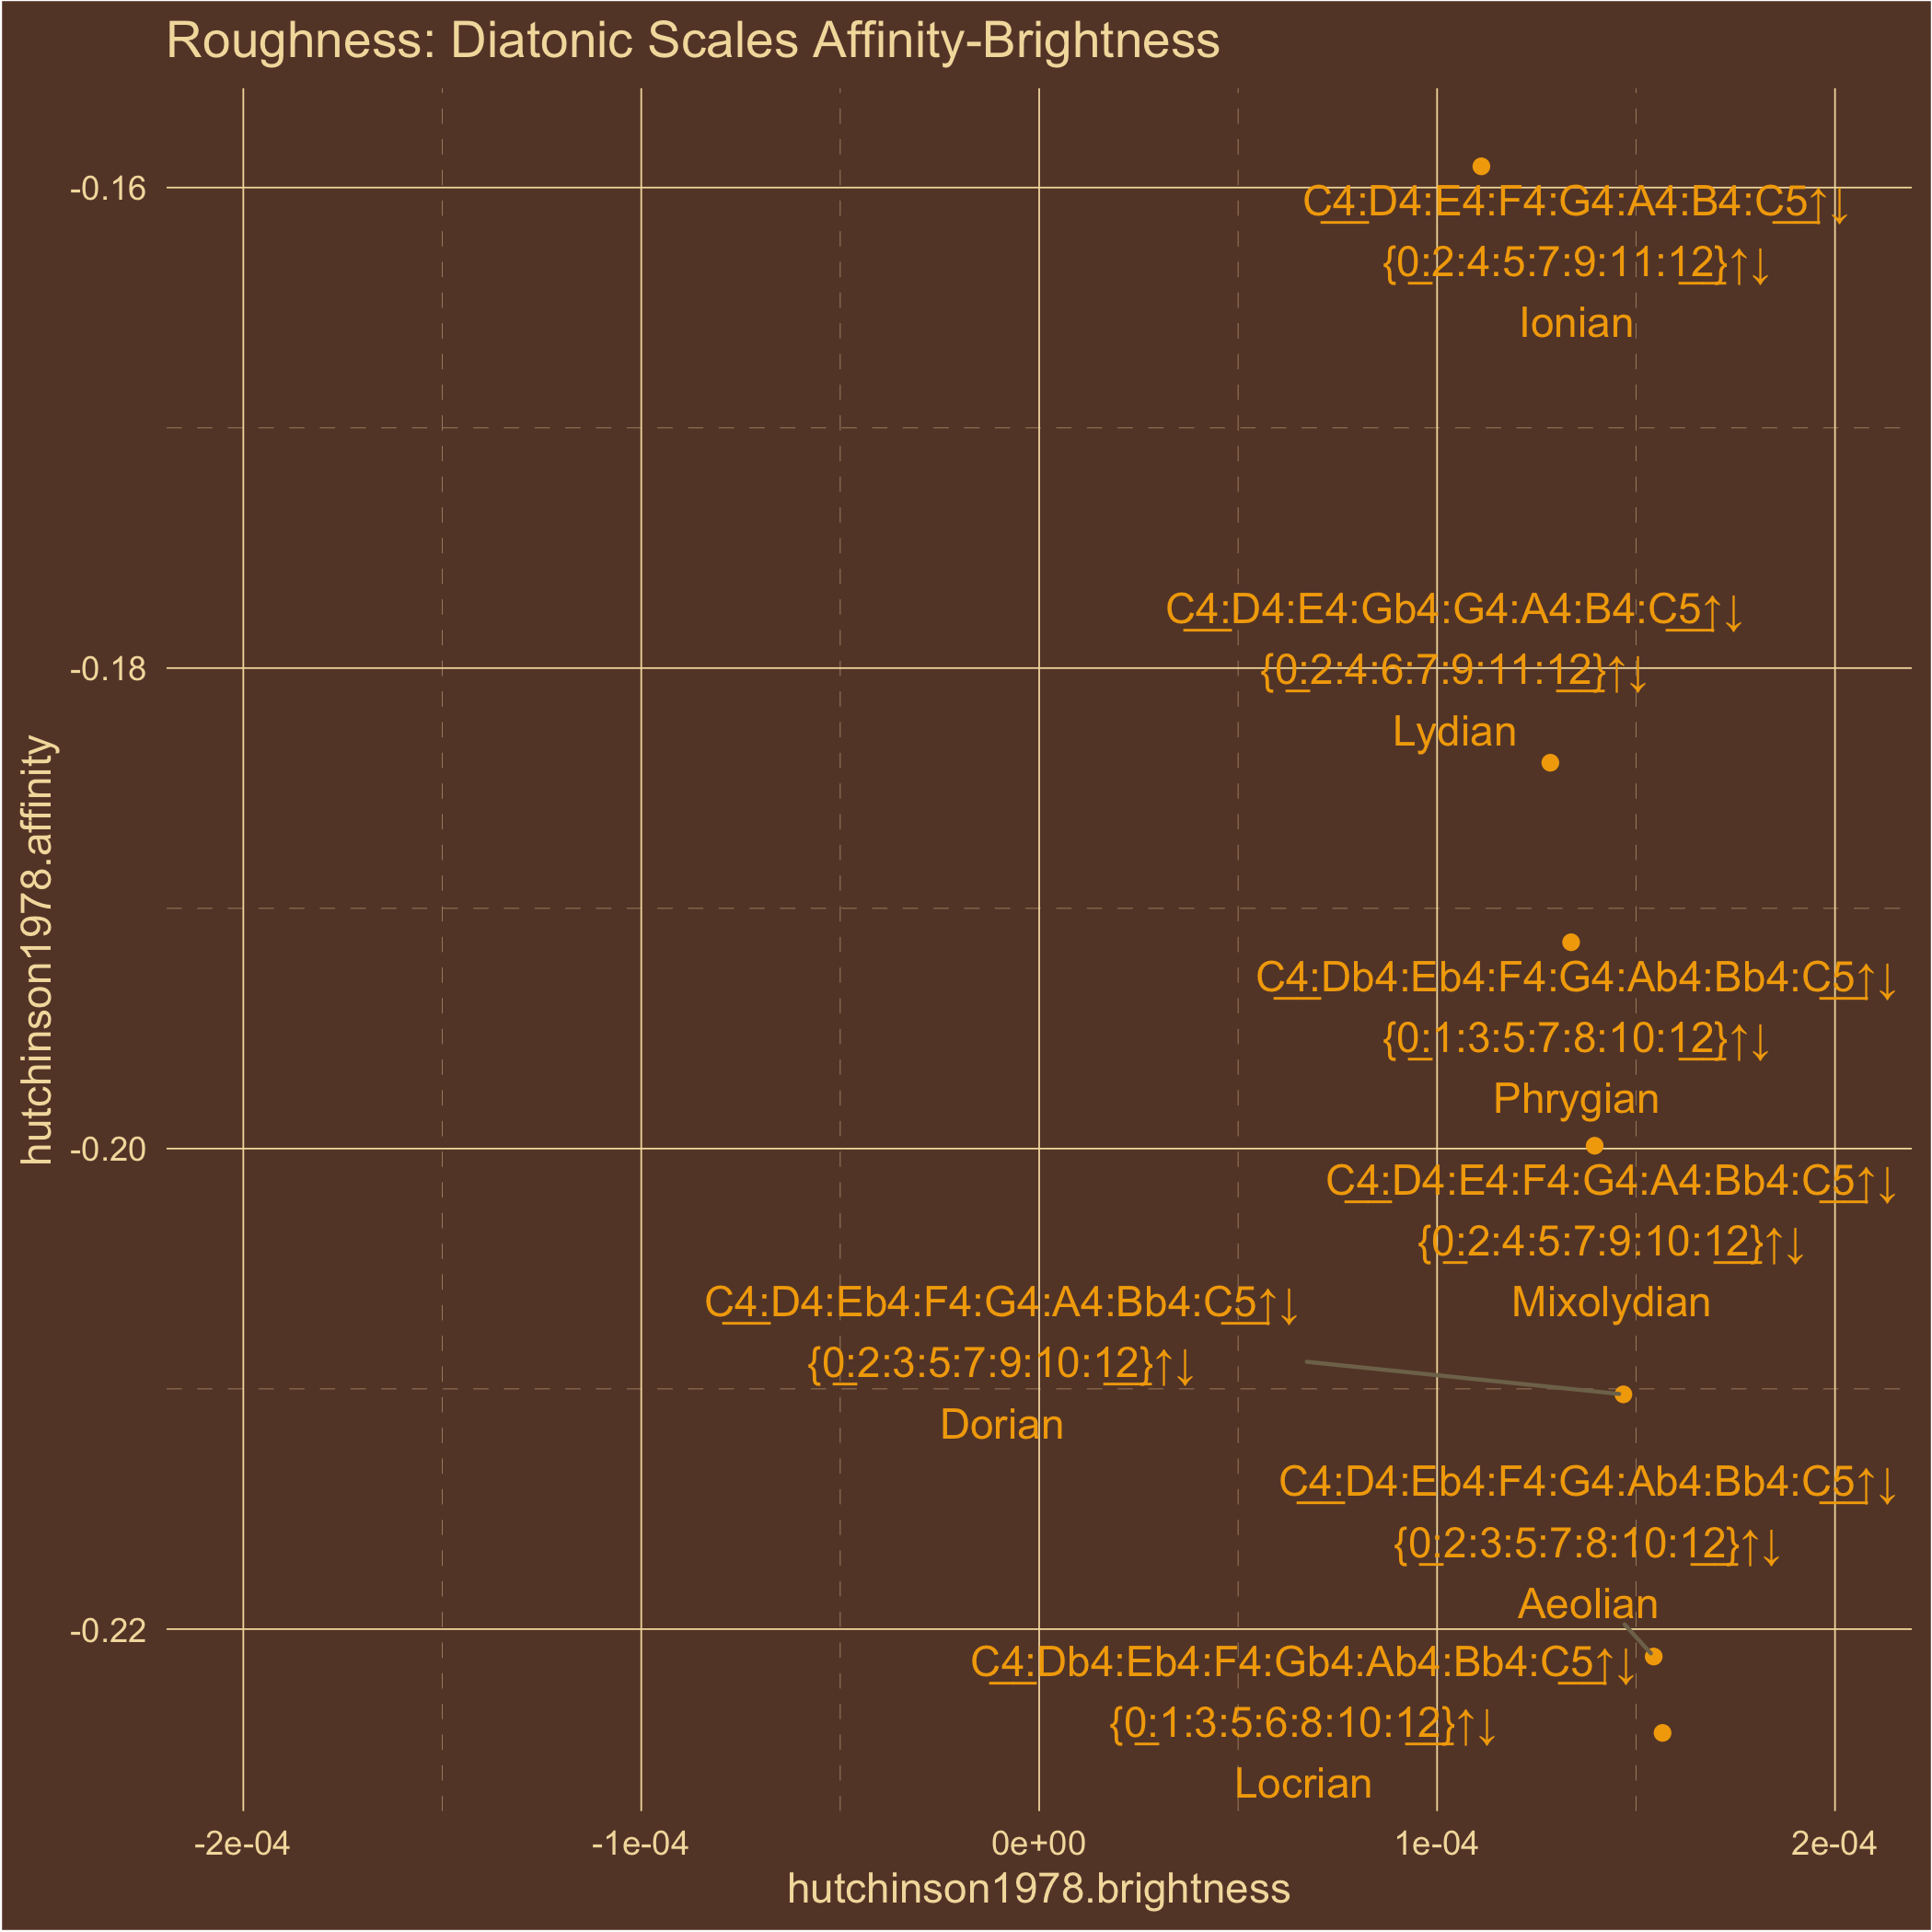 Roughness: Diatonic Scales Affinity-Brightness
hutchinson1978.affinity
-0.16
C4:D4:E4:F4:G4:A4:B4:C5↑↓
{0:2:4:5:7:9:11:12}↑↓
Ionian
C4:D4:E4:Gb4:G4:A4:B4:C5↑↓
-0.18
{0:2:4:6:7:9:11:12}↑↓
Lydian
C4:Db4:Eb4:F4:G4:Ab4:Bb4:C5↑↓
{0:1:3:5:7:8:10:12}↑↓
Phrygian
-0.20
C4:D4:E4:F4:G4:A4:Bb4:C5↑↓
{0:2:4:5:7:9:10:12}↑↓
Mixolydian
C4:D4:Eb4:F4:G4:A4:Bb4:C5↑↓
{0:2:3:5:7:9:10:12}↑↓
Dorian
C4:D4:Eb4:F4:G4:Ab4:Bb4:C5↑↓
{0:2:3:5:7:8:10:12}↑↓
Aeolian
-0.22
C4:Db4:Eb4:F4:Gb4:Ab4:Bb4:C5↑↓
{0:1:3:5:6:8:10:12}↑↓
Locrian
-2e-04 -1e-04 0e+00 1e-04 2e-04
hutchinson1978.brightness